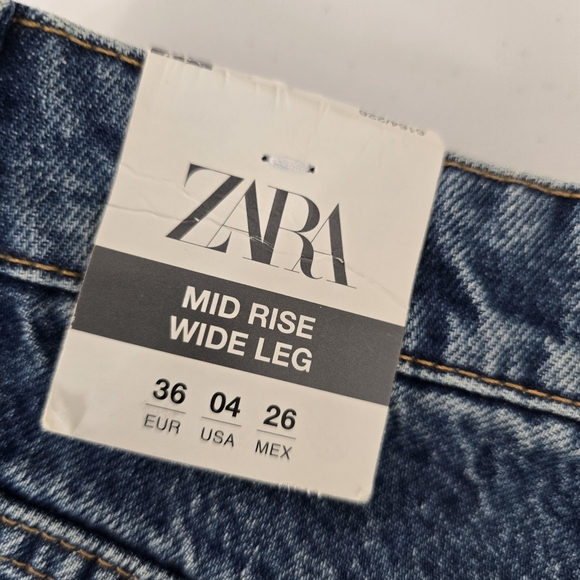 ZARA
MID RISE
WIDE LEG
36 04 26
EUR USA MEX